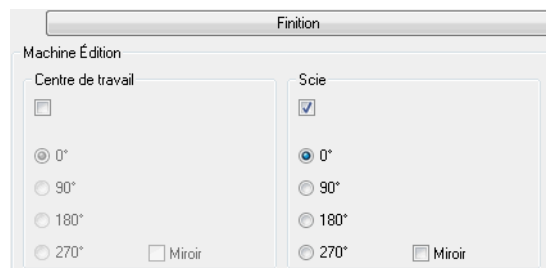 Finition
Machine Édition
Centre de travail
Scie
0°
0°
90°
90°
180°
180°
270°
Miroir
270°
Miroir